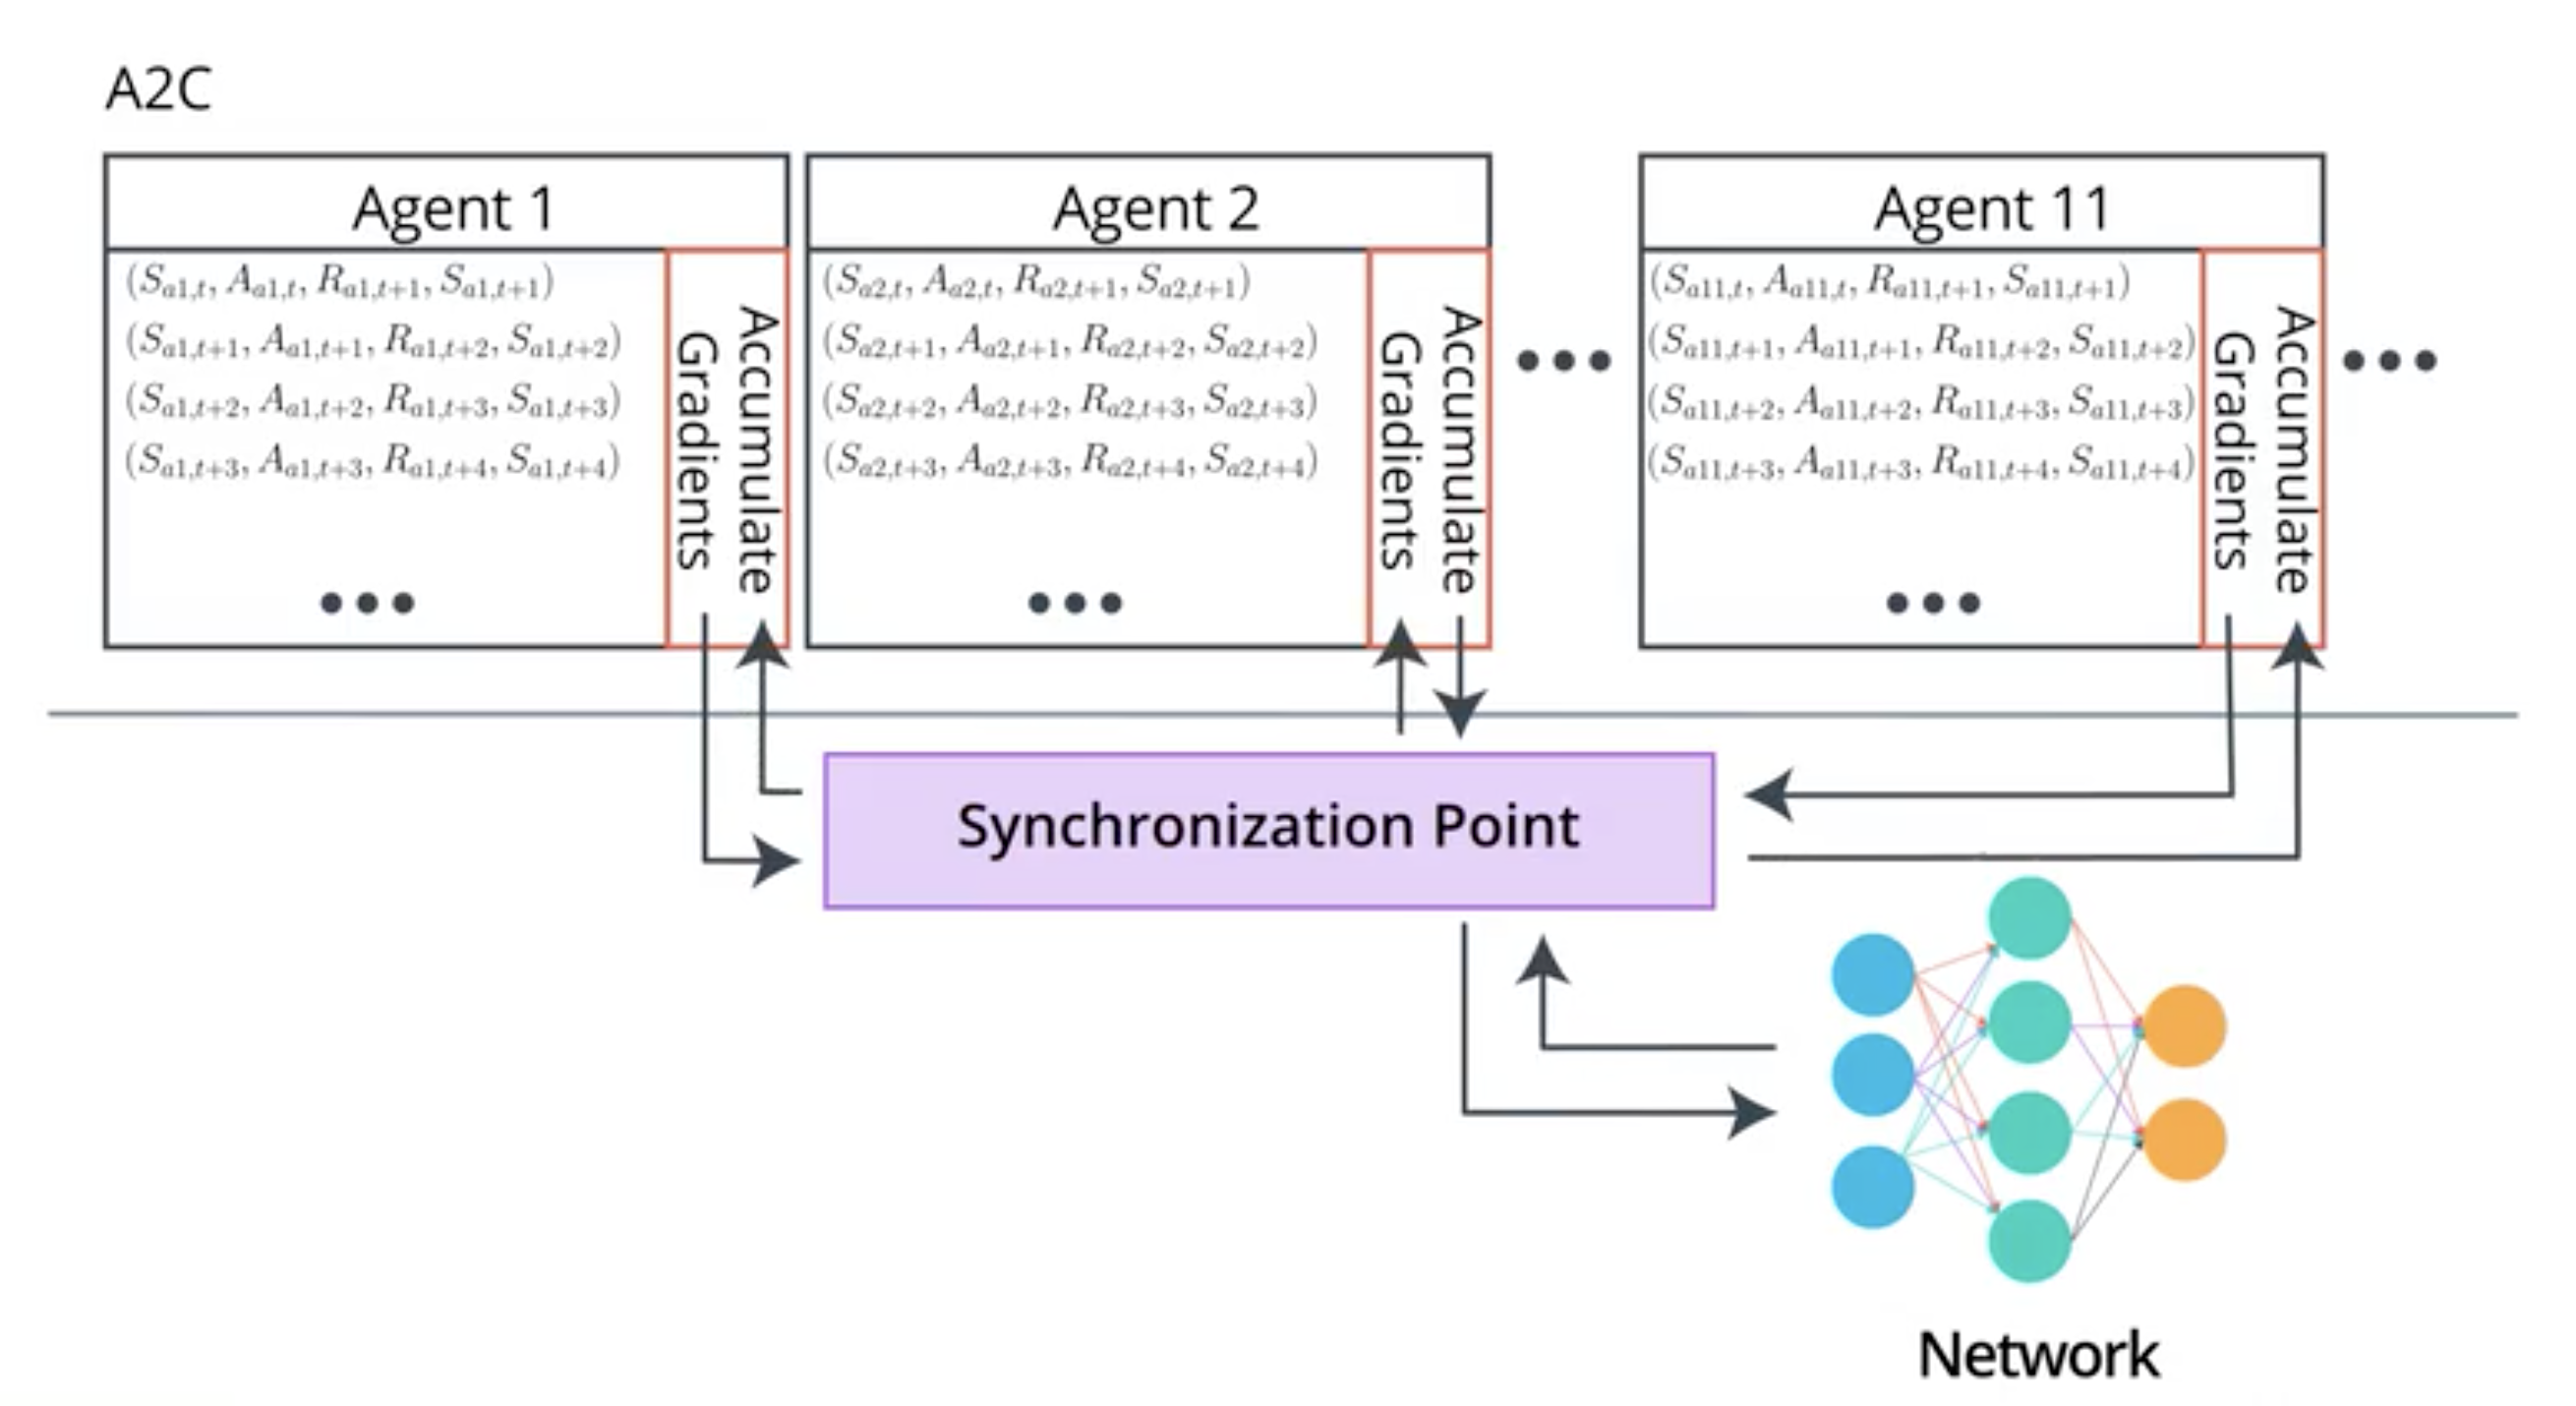 A2C
Agent 1
(S_{a1,t}, A_{a1,t}, R_{a1,t+1}, S_{a1,t+1})
(S_{a1,t+1}, A_{a1,t+1}, R_{a1,t+2}, S_{a1,t+2})
(S_{a1,t+2}, A_{a1,t+2}, R_{a1,t+3}, S_{a1,t+3})
(S_{a1,t+3}, A_{a1,t+3}, R_{a1,t+4}, S_{a1,t+4})
Accumulate
Gradients
Agent 2
(S_{a2,t}, A_{a2,t}, R_{a2,t+1}, S_{a2,t+1})
(S_{a2,t+1}, A_{a2,t+1}, R_{a2,t+2}, S_{a2,t+2})
(S_{a2,t+2}, A_{a2,t+2}, R_{a2,t+3}, S_{a2,t+3})
(S_{a2,t+3}, A_{a2,t+3}, R_{a2,t+4}, S_{a2,t+4})
Accumulate
Gradients
Agent 11
(S_{a11,t}, A_{a11,t}, R_{a11,t+1}, S_{a11,t+1})
(S_{a11,t+1}, A_{a11,t+1}, R_{a11,t+2}, S_{a11,t+2})
(S_{a11,t+2}, A_{a11,t+2}, R_{a11,t+3}, S_{a11,t+3})
(S_{a11,t+3}, A_{a11,t+3}, R_{a11,t+4}, S_{a11,t+4})
Accumulate
Gradients
Synchronization Point
Network